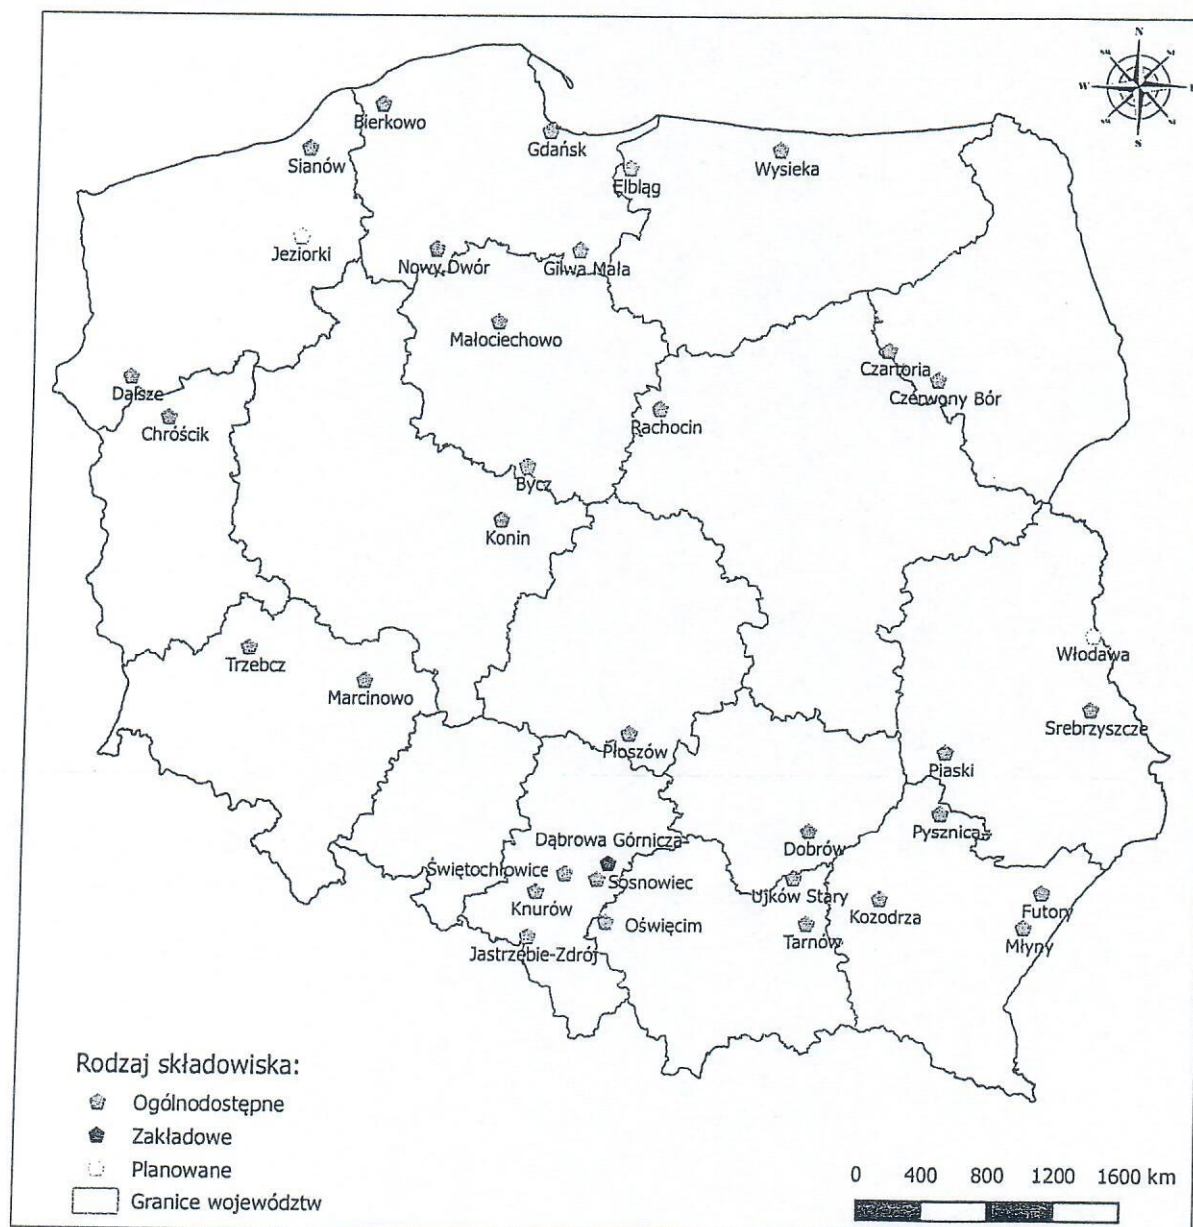 N
W
S
Bierkowo
Sianów
Gdańsk
Elbląg
Wysieka
Jeziorki
Nowy Dwór
Gilwa Mała
Małociechowo
Czartoria
Czerwony Bór
Dalsze
Chróścik
Rachocin
Bycz
Konin
Trzebcz
Marcinowo
Włodawa
Srebrzyszcze
Płoszów
Piaski
Pysznica
Dąbrowa Górnicza
Dobrów
Świętochłowice
Sosnowiec
Knurów
Ujków Stary
Kozodrza
Futory
Oświęcim
Tarnów
Młyny
Jastrzębie-Zdrój
Rodzaj składowiska:
Ogólnodostępne
Zakładowe
Planowane
Granice województw
0 400 800 1200 1600 km